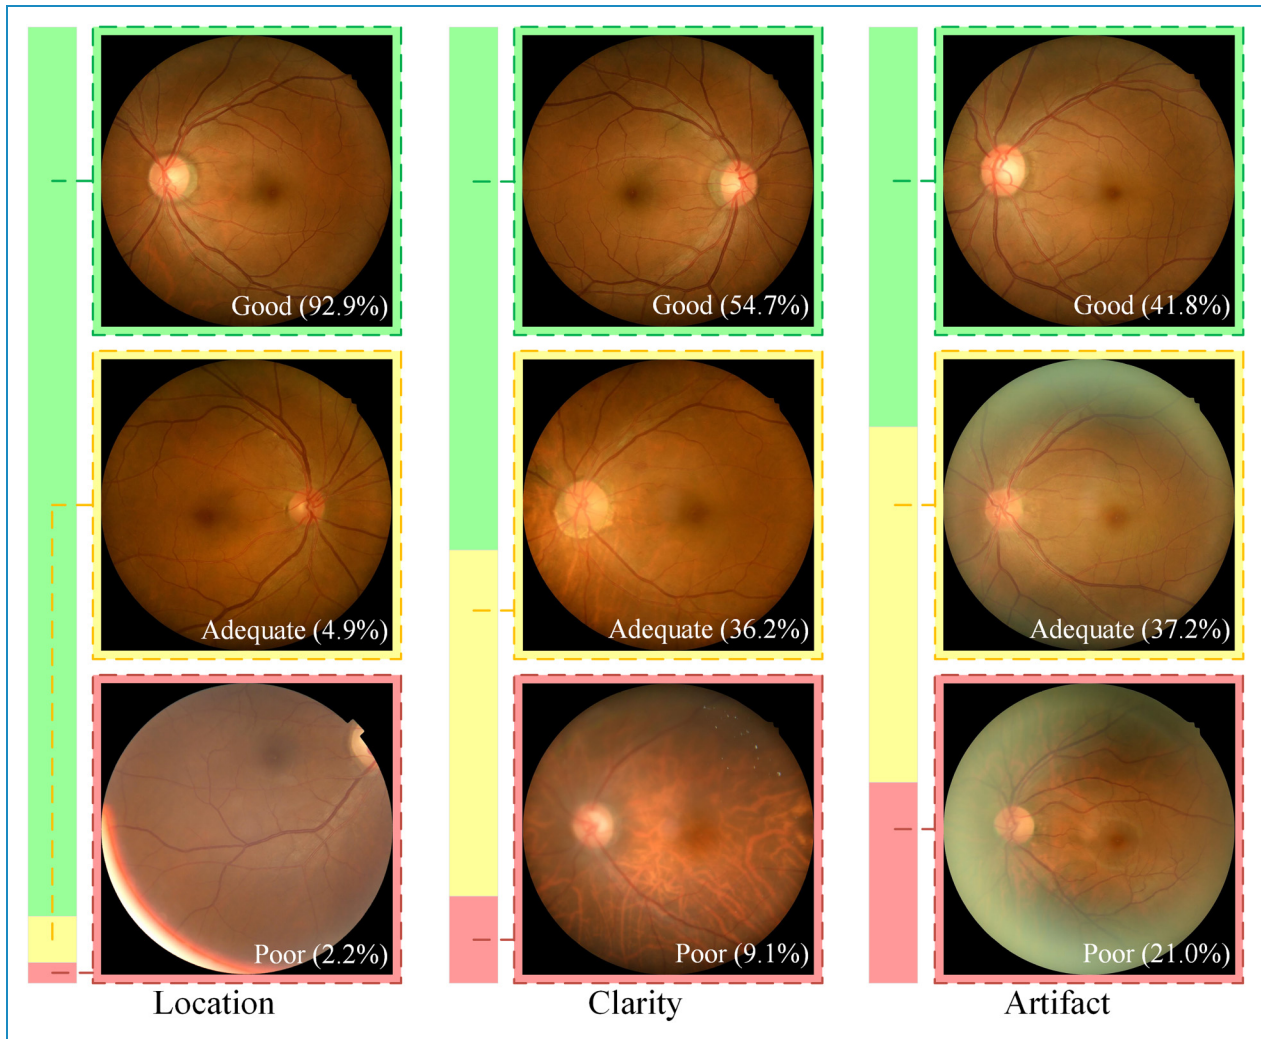 Good (92.9%)
Good (54.7%)
Good (41.8%)
Adequate (4.9%)
Adequate (36.2%)
Adequate (37.2%)
Poor (2.2%)
Poor (9.1%)
Poor (21.0%)
Location
Clarity
Artifact